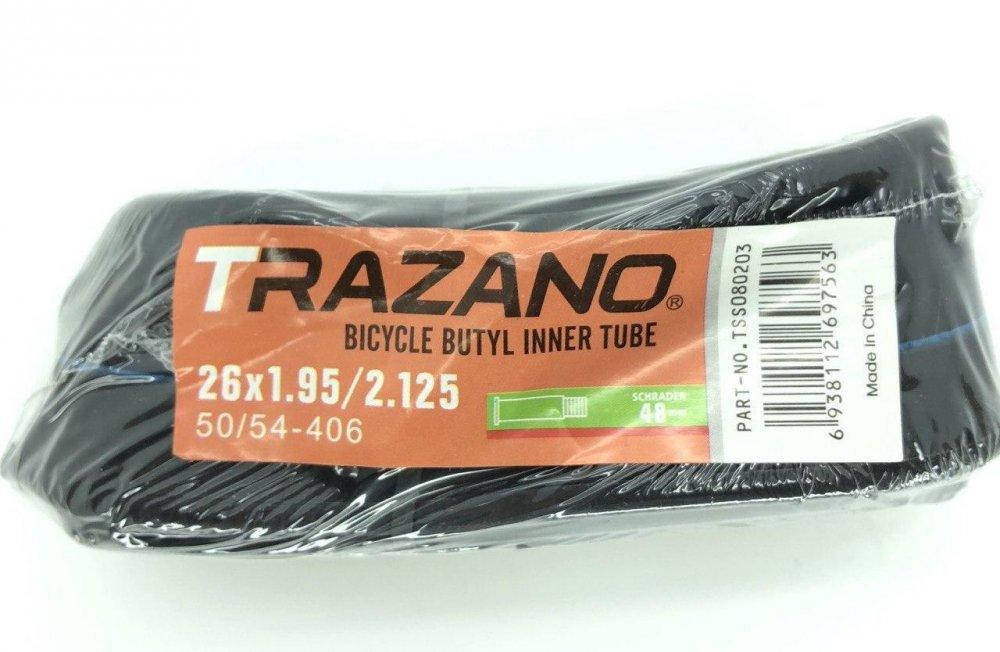 TRAZANO®
BICYCLE BUTYL INNER TUBE
26x1.95/2.125
50/54-406
SCHRADER
48mm
PART-NO.TSS080203
6938112697563
Made In China